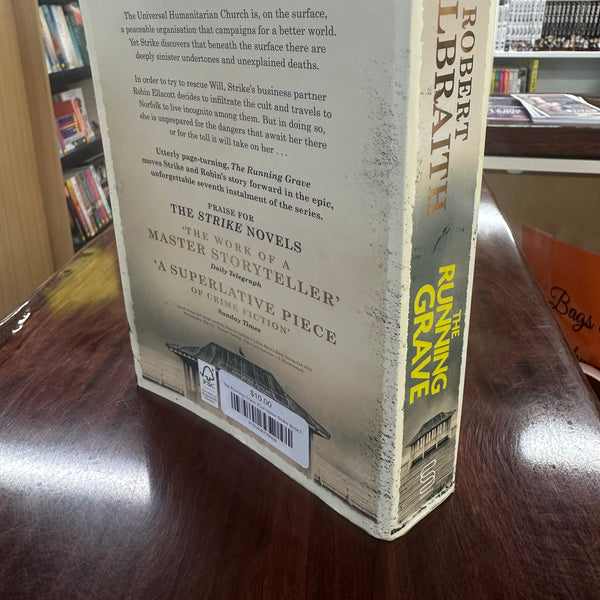 The Universal Humanitarian Church is, on the surface,
a peaceable organisation that campaigns for a better world.
Yet Strike discovers that beneath the surface there are
deeply sinister undertones and unexplained deaths.
In order to try to rescue Will, Strike's business partner
Robin Ellacott decides to infiltrate the cult and travels to
Norfolk to live incognito among them. But in doing so,
she is unprepared for the dangers that await her there
or for the toll it will take on her . . .
Utterly page-turning, The Running Grave
moves Strike and Robin's story forward in the epic,
unforgettable seventh instalment of the series.
PRAISE FOR
THE STRIKE NOVELS
'THE WORK OF A
MASTER STORYTELLER'
Daily Telegraph
'A SUPERLATIVE PIECE
OF CRIME FICTION'
Sunday Times
FSC
$10.00
ROBERT
LBRAITH
THE
RUNNING
GRAVE
Bags